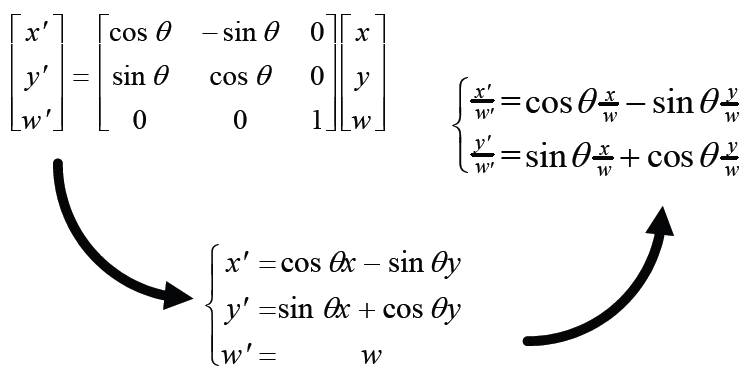 [x′ y′ w′] = [cos θ −sin θ 0; sin θ cos θ 0; 0 0 1] [x y w]
x′ = cos θx − sin θy
y′ = sin θx + cos θy
w′ = w
x′/w′ = cos θ x/w − sin θ y/w
y′/w′ = sin θ x/w + cos θ y/w